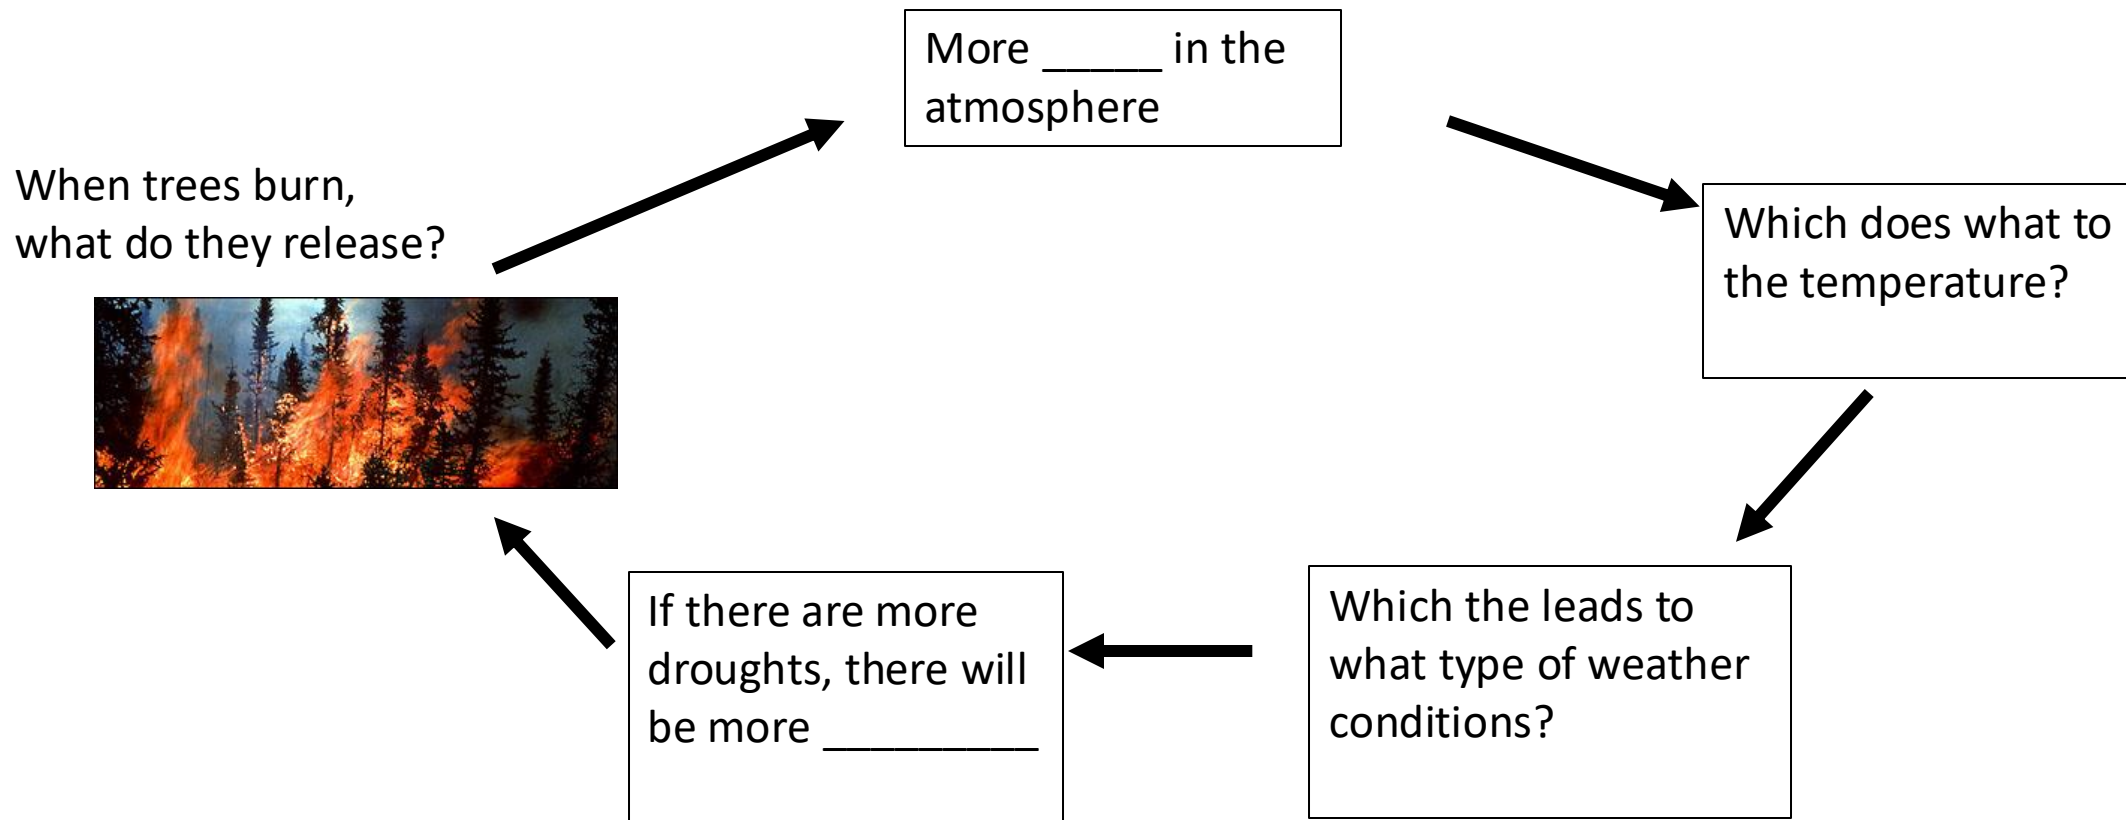 When trees burn,
what do they release?
More _____ in the
atmosphere
Which does what to
the temperature?
Which the leads to
what type of weather
conditions?
If there are more
droughts, there will
be more _________